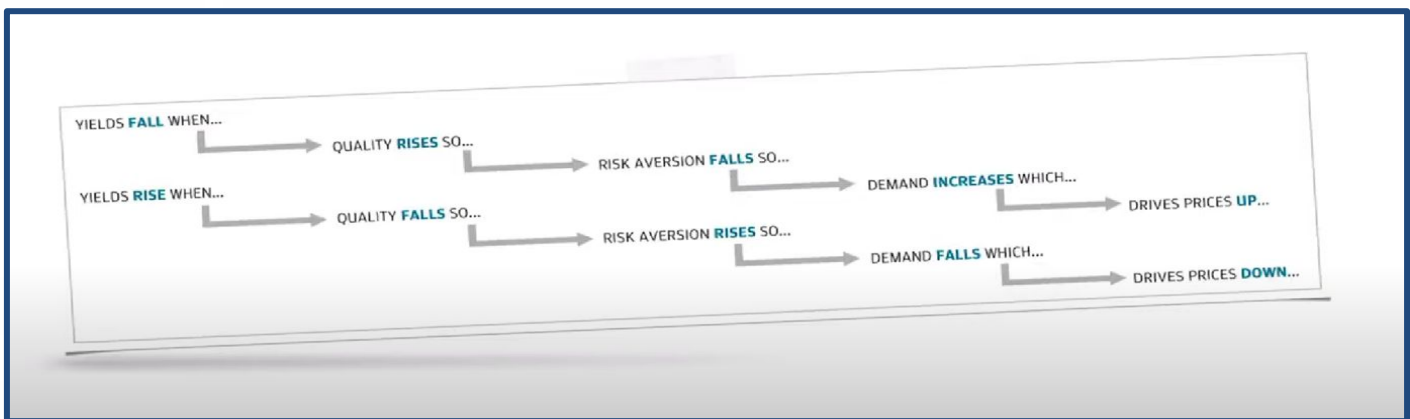 YIELDS FALL WHEN...
QUALITY RISES SO...
RISK AVERSION FALLS SO...
DEMAND INCREASES WHICH...
DRIVES PRICES UP...
YIELDS RISE WHEN...
QUALITY FALLS SO...
RISK AVERSION RISES SO...
DEMAND FALLS WHICH...
DRIVES PRICES DOWN...